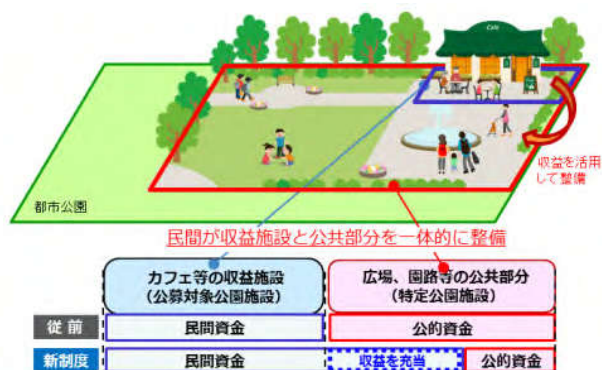 Cafe
収益を活用
して整備
都市公園
民間が収益施設と公共部分を一体的に整備
カフェ等の収益施設
(公募対象公園施設)
広場、園路等の公共部分
(特定公園施設)
従前
民間資金
公的資金
新制度
民間資金
収益を充当
公的資金